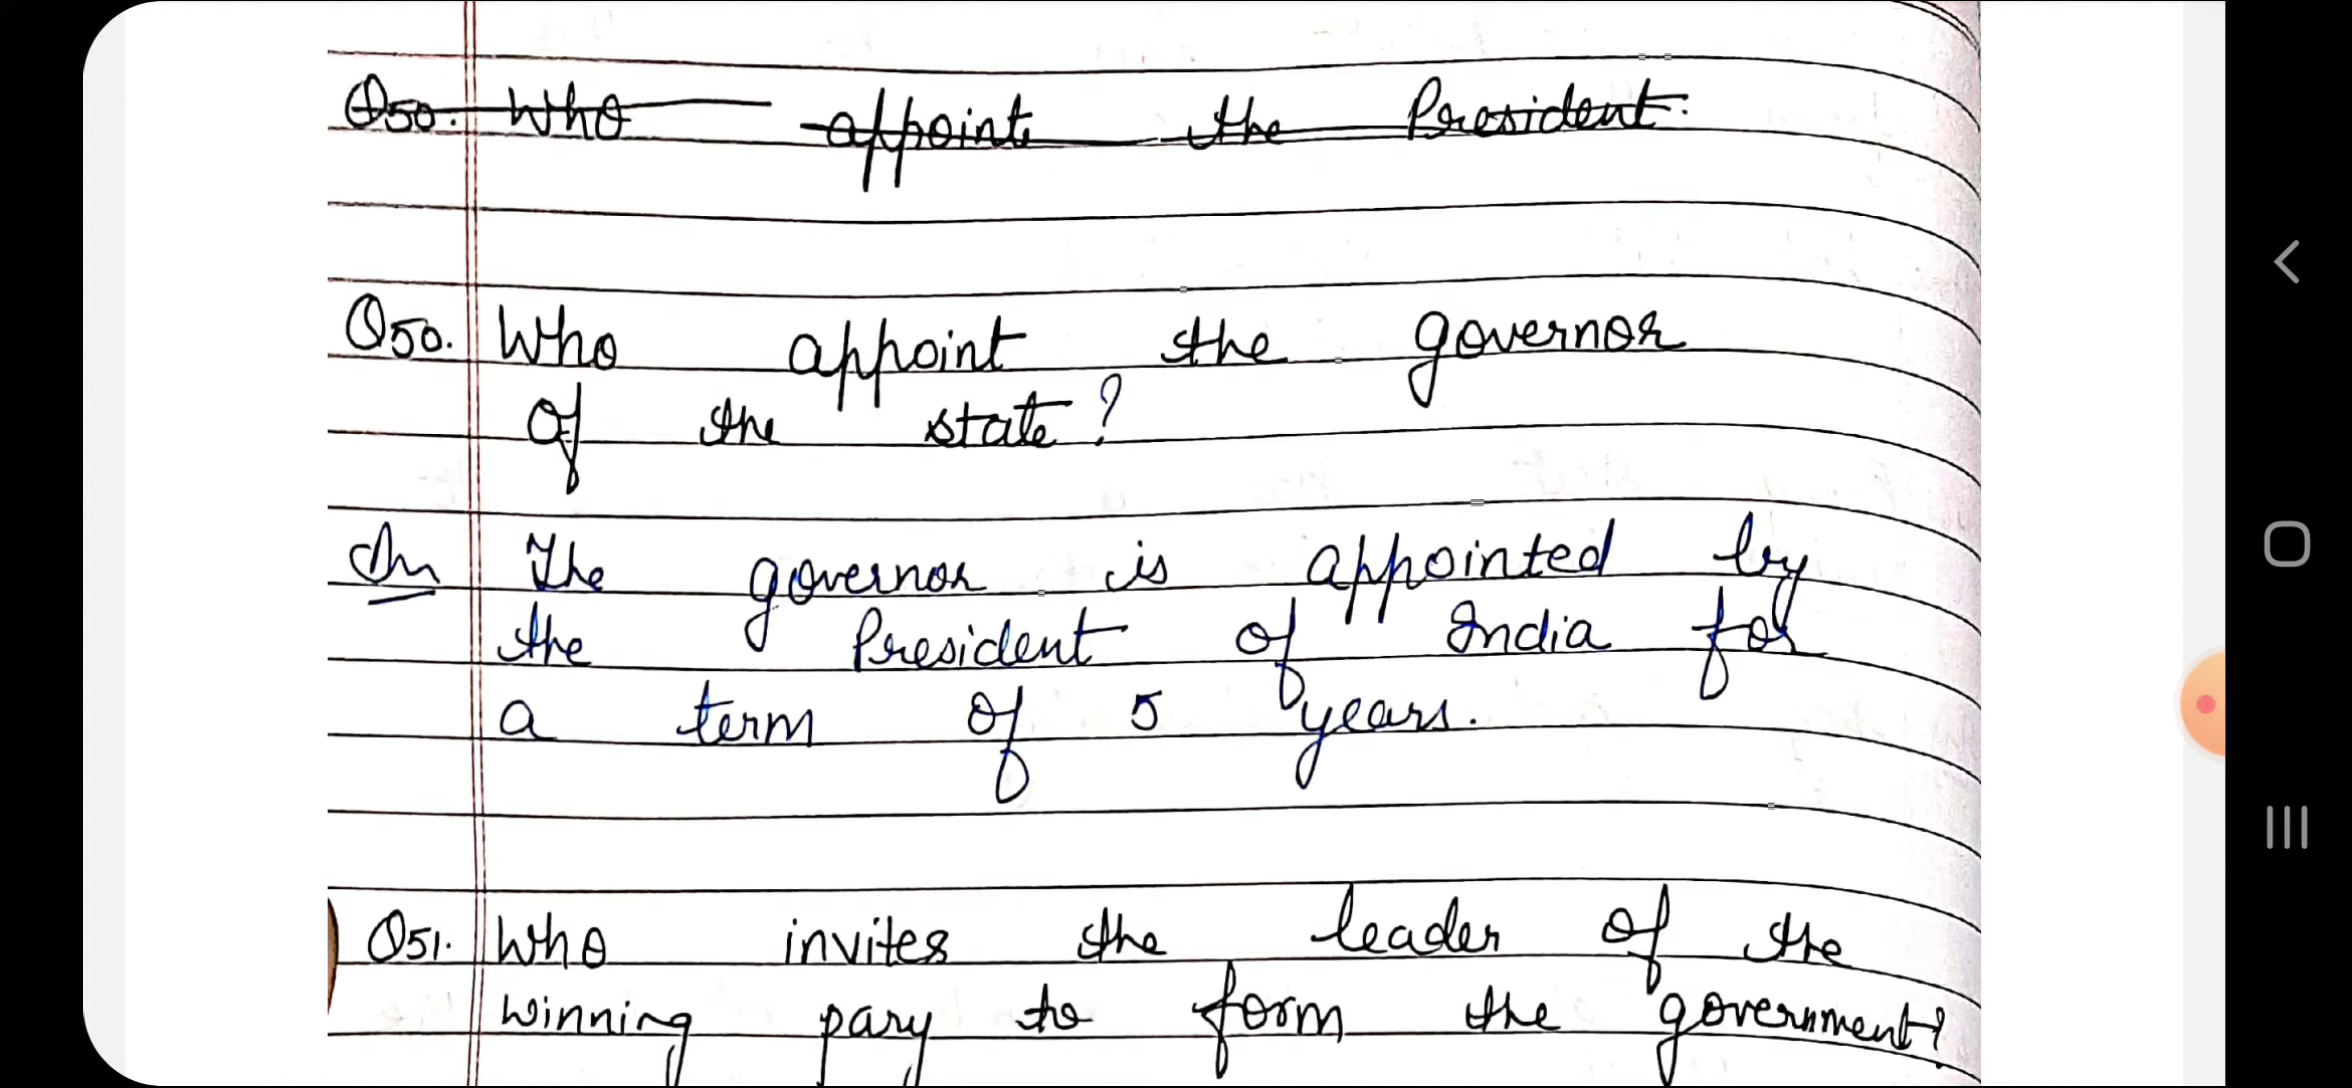 Q50. Who appoint the President.
Q50. Who appoint the governor
of the state?
An The governor is appointed by
the President of India for
a term of 5 years.
Q51. Who invites the leader of the
winning pary to form the government?